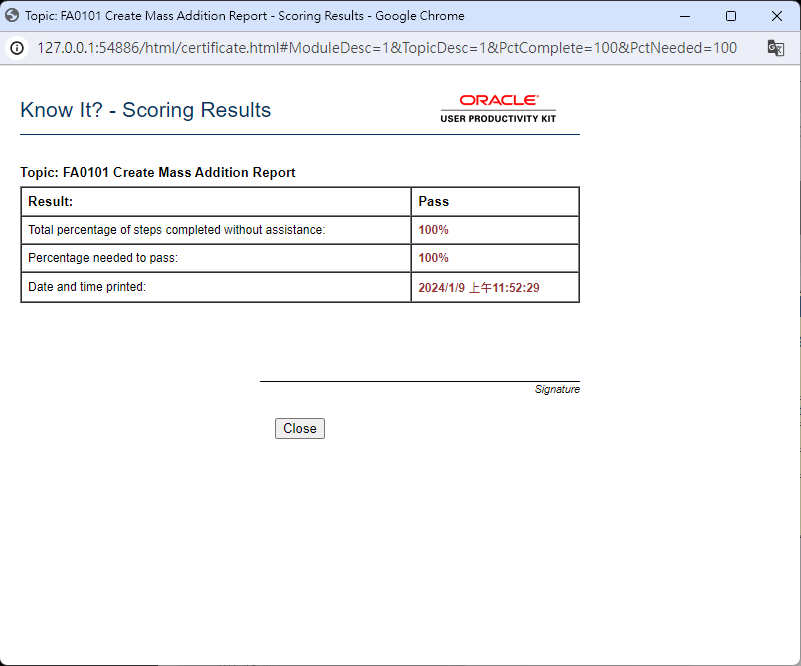 Topic: FA0101 Create Mass Addition Report - Scoring Results - Google Chrome
127.0.0.1:54886/html/certificate.html#ModuleDesc=1&TopicDesc=1&PctComplete=100&PctNeeded=100
Know It? - Scoring Results
ORACLE
USER PRODUCTIVITY KIT
Topic: FA0101 Create Mass Addition Report
Result: Pass
Total percentage of steps completed without assistance: 100%
Percentage needed to pass: 100%
Date and time printed: 2024/1/9 上午11:52:29
Signature
Close